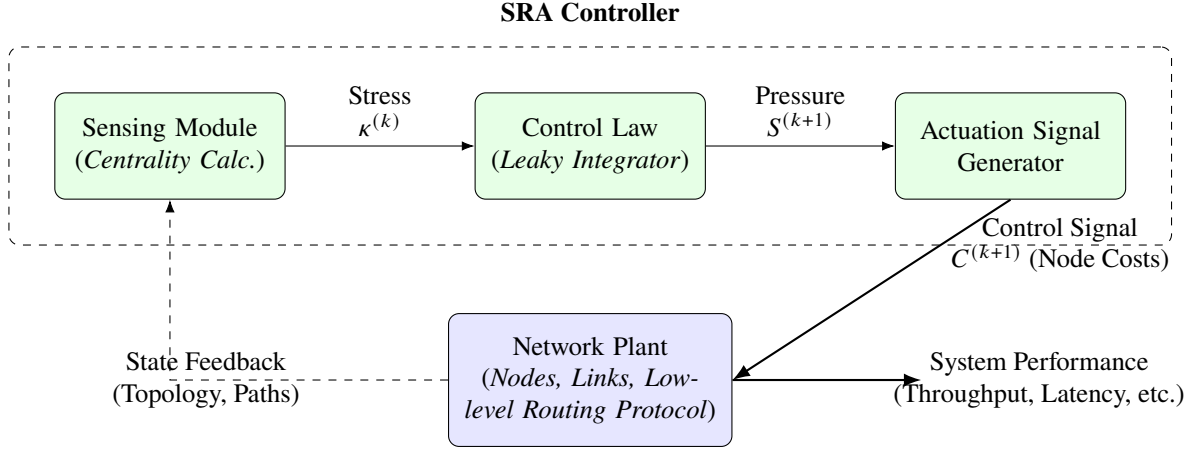 SRA Controller
Sensing Module
(Centrality Calc.)
Stress
κ^(k)
Control Law
(Leaky Integrator)
Pressure
S^(k+1)
Actuation Signal
Generator
Control Signal
C^(k+1) (Node Costs)
State Feedback
(Topology, Paths)
Network Plant
(Nodes, Links, Low-
level Routing Protocol)
System Performance
(Throughput, Latency, etc.)